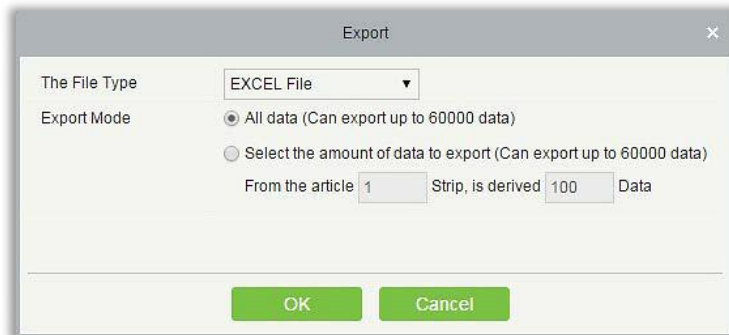 Export
The File Type EXCEL File
Export Mode All data (Can export up to 60000 data)
Select the amount of data to export (Can export up to 60000 data)
From the article 1 Strip, is derived 100 Data
OK Cancel